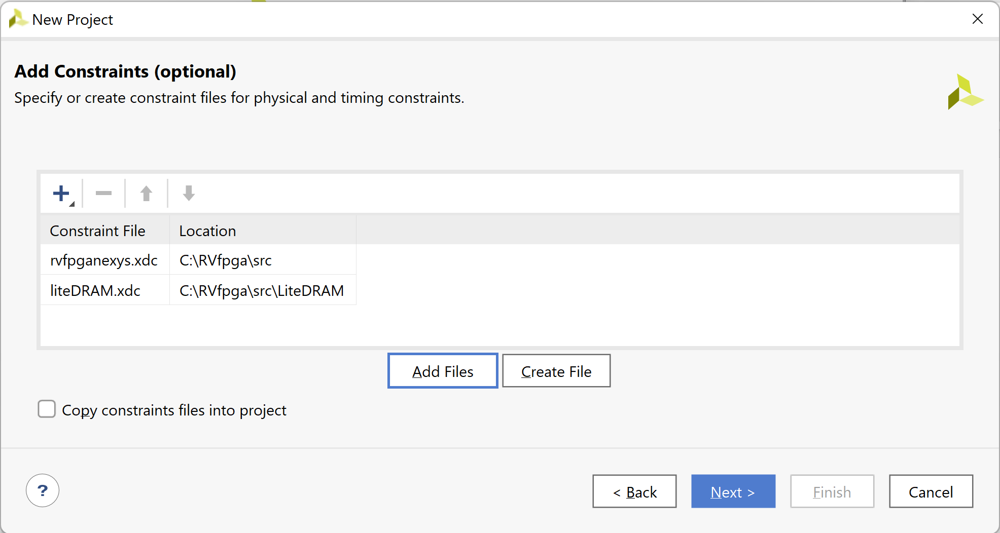 New Project
Add Constraints (optional)
Specify or create constraint files for physical and timing constraints.
Constraint File Location
rvfpganexys.xdc C:\RVfpga\src
liteDRAM.xdc C:\RVfpga\src\LiteDRAM
Add Files Create File
Copy constraints files into project
? < Back Next > Finish Cancel